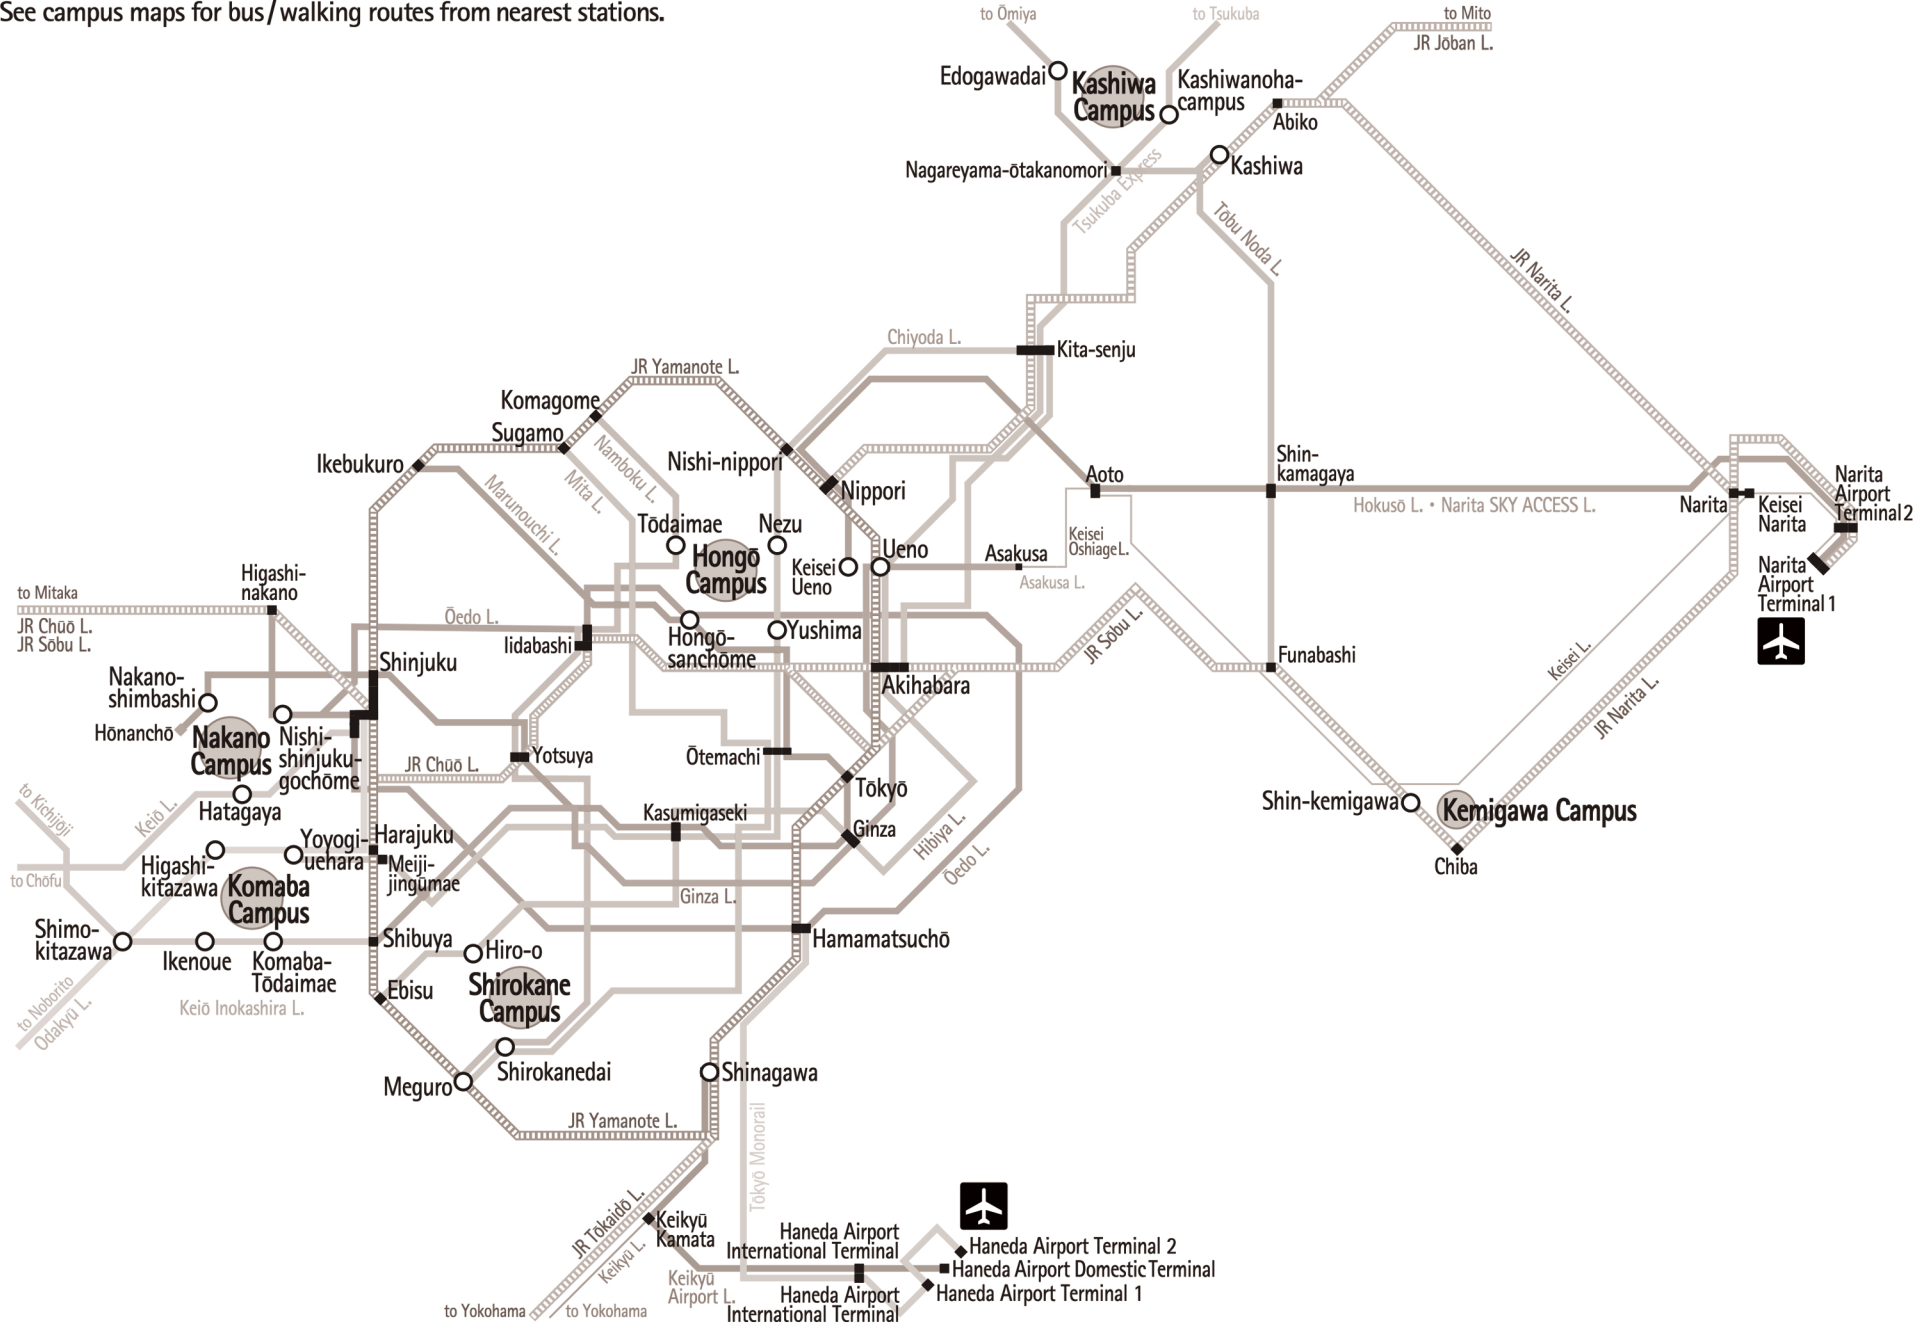 See campus maps for bus / walking routes from nearest stations.
to Ōmiya
to Tsukuba
to Mito
JR Jōban L.
Edogawadai
Kashiwa
Campus
Kashiwanoha-
campus
Abiko
Nagareyama-ōtakanomori
Kashiwa
Tsukuba Express
Tōbu Noda L.
JR Narita L.
Chiyoda L.
Kita-senju
JR Yamanote L.
Komagome
Sugamo
Ikebukuro
Namboku L.
Mita L.
Marunouchi L.
Nishi-nippori
Nippori
Aoto
Shin-
kamagaya
Hokusō L. • Narita SKY ACCESS L.
Narita
Keisei
Narita
Narita
Airport
Terminal 2
Narita
Airport
Terminal 1
Tōdaimae
Nezu
Hongō
Campus
Keisei
Ueno
Ueno
Asakusa
Asakusa L.
Keisei
Oshiage L.
Higashi-
nakano
to Mitaka
JR Chūō L.
JR Sōbu L.
Ōedo L.
Iidabashi
Hongō-
sanchōme
Yushima
JR Sōbu L.
Funabashi
Keisei L.
JR Narita L.
Shinjuku
Nakano-
shimbashi
Hōnanchō
Nakano
Campus
Nishi-
shinjuku-
gochōme
Akihabara
Yotsuya
JR Chūō L.
Ōtemachi
Tōkyō
Hatagaya
Keiō L.
to Kichijōji
to Chōfu
Kasumigaseki
Ginza
Hibiya L.
Ōedo L.
Shin-kemigawa
Kemigawa Campus
Chiba
Yoyogi-
uehara
Harajuku
Meiji-
jingūmae
Higashi-
kitazawa
Komaba
Campus
Ginza L.
Shimo-
kitazawa
Ikenoue
Komaba-
Tōdaimae
Shibuya
Hamamatsuchō
Hiro-o
Ebisu
Shirokane
Campus
to Noborito
Odakyū L.
Keiō Inokashira L.
Shirokanedai
Meguro
Shinagawa
JR Yamanote L.
Tōkyō Monorail
JR Tōkaidō L.
Keikyū L.
Keikyū
Kamata
Keikyū
Airport L.
Haneda Airport
International Terminal
Haneda Airport
International Terminal
Haneda Airport Terminal 2
Haneda Airport Domestic Terminal
Haneda Airport Terminal 1
to Yokohama
to Yokohama